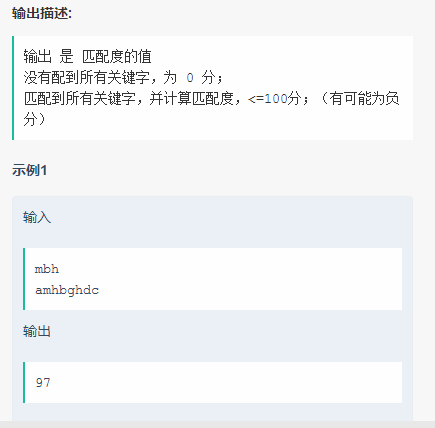 输出描述:
输出 是 匹配度的值
没有配到所有关键字，为 0 分；
匹配到所有关键字，并计算匹配度，<=100分；（有可能为负
分）
示例1
输入
mbh
amhbghdc
输出
97